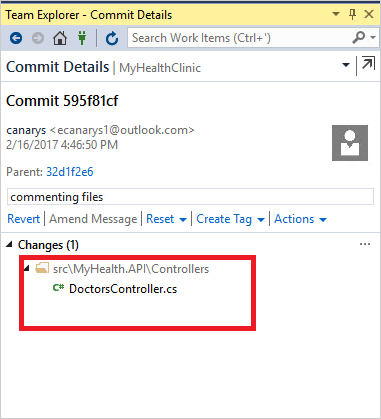 Team Explorer - Commit Details
Search Work Items (Ctrl+')
Commit Details | MyHealthClinic
Commit 595f81cf
canarys <ecanarys1@outlook.com>
2/16/2017 4:46:50 PM
Parent: 32d1f2e6
commenting files
Revert | Amend Message | Reset | Create Tag | Actions
Changes (1)
src\MyHealth.API\Controllers
C# DoctorsController.cs